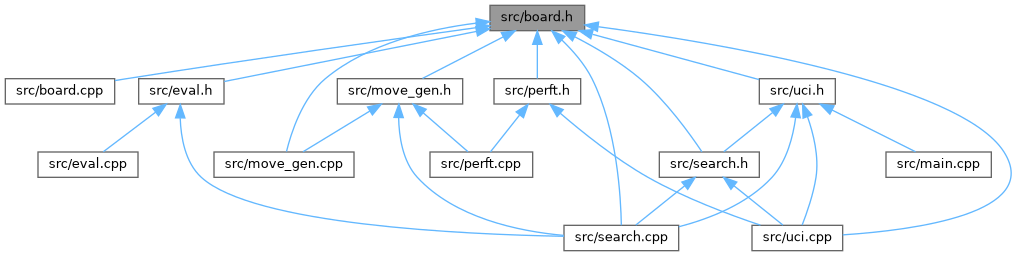 src/board.h
src/board.cpp
src/eval.h
src/move_gen.h
src/perft.h
src/uci.h
src/eval.cpp
src/move_gen.cpp
src/perft.cpp
src/search.h
src/main.cpp
src/search.cpp
src/uci.cpp